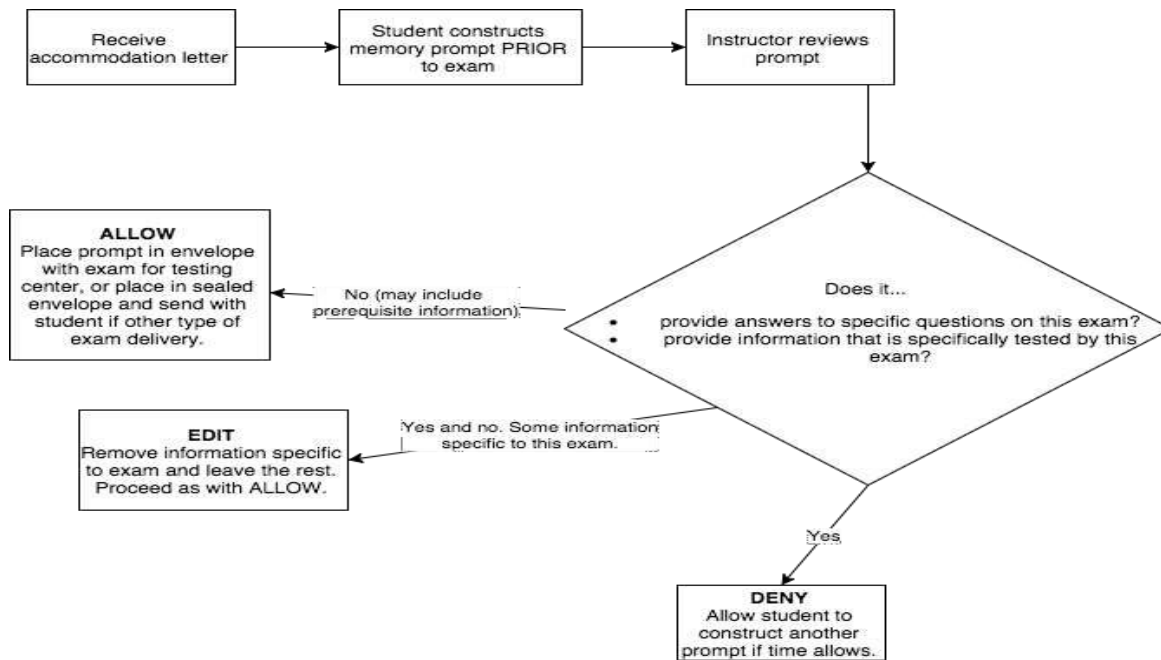 Receive
accommodation letter
Student constructs
memory prompt PRIOR
to exam
Instructor reviews
prompt
Does it...
• provide answers to specific questions on this exam?
• provide information that is specifically tested by this
exam?
No (may include
prerequisite information)
ALLOW
Place prompt in envelope
with exam for testing
center, or place in sealed
envelope and send with
student if other type of
exam delivery.
Yes and no. Some information
specific to this exam.
EDIT
Remove information specific
to exam and leave the rest.
Proceed as with ALLOW.
Yes
DENY
Allow student to
construct another
prompt if time allows.